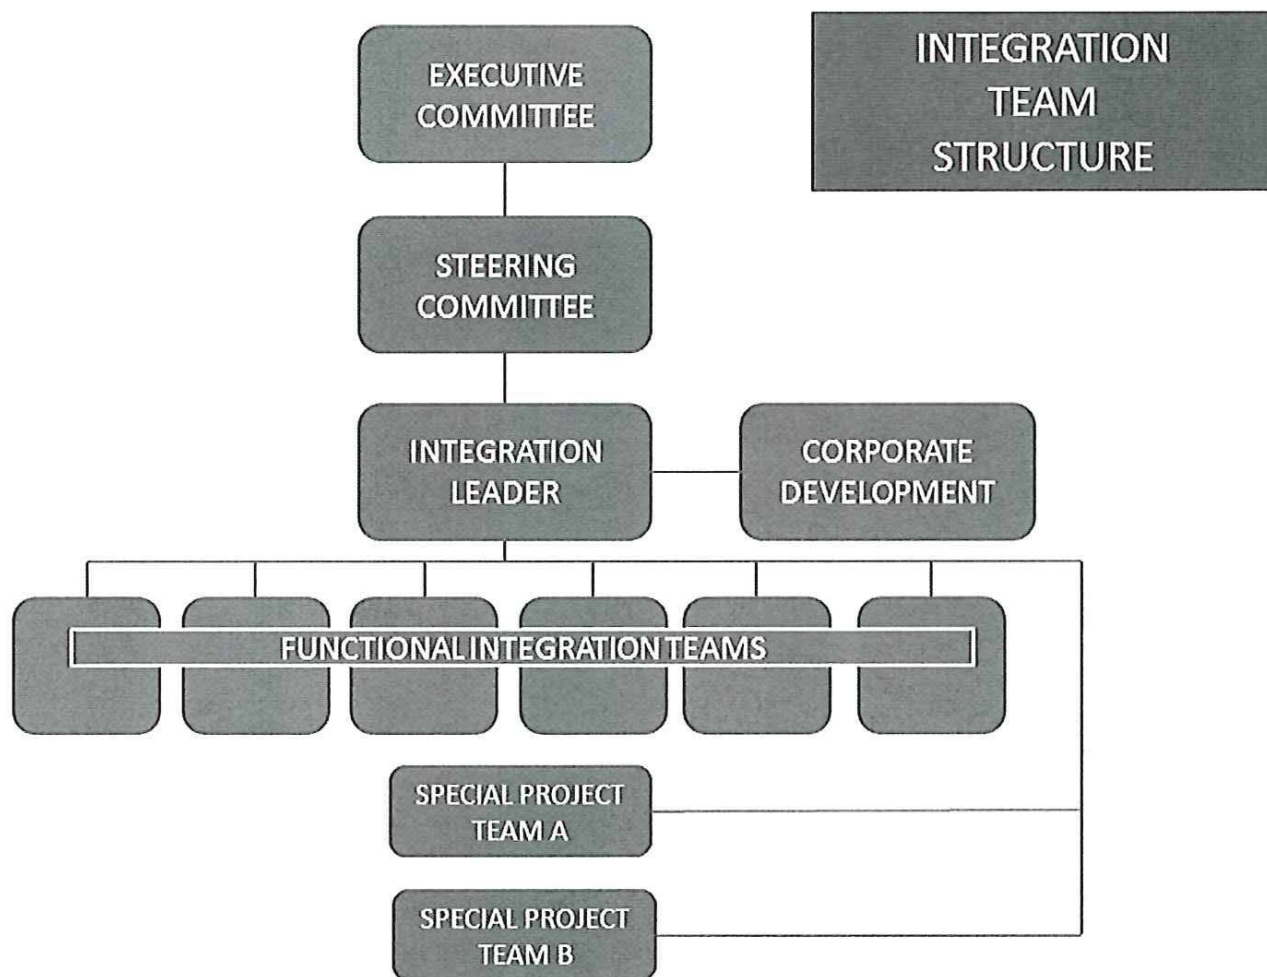 EXECUTIVE
COMMITTEE
INTEGRATION
TEAM
STRUCTURE
STEERING
COMMITTEE
INTEGRATION
LEADER
CORPORATE
DEVELOPMENT
FUNCTIONAL INTEGRATION TEAMS
SPECIAL PROJECT
TEAM A
SPECIAL PROJECT
TEAM B